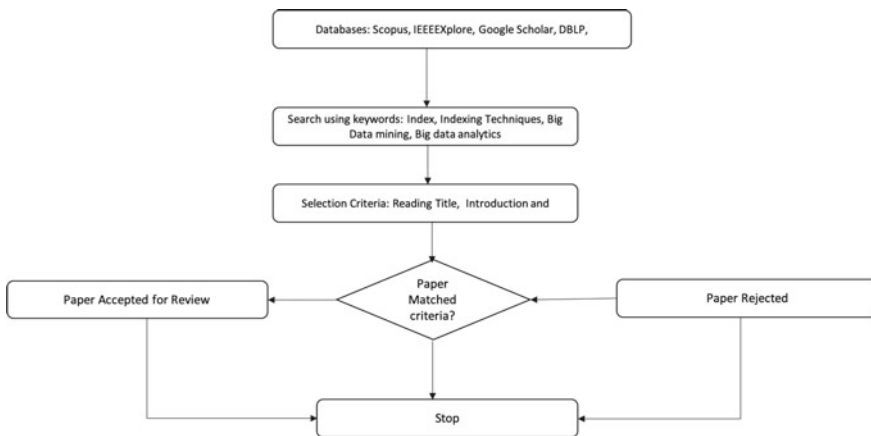 Databases: Scopus, IEEEEXplore, Google Scholar, DBLP,
Search using keywords: Index, Indexing Techniques, Big
Data mining, Big data analytics
Selection Criteria: Reading Title, Introduction and
Paper Accepted for Review
Paper
Matched
criteria?
Paper Rejected
Stop